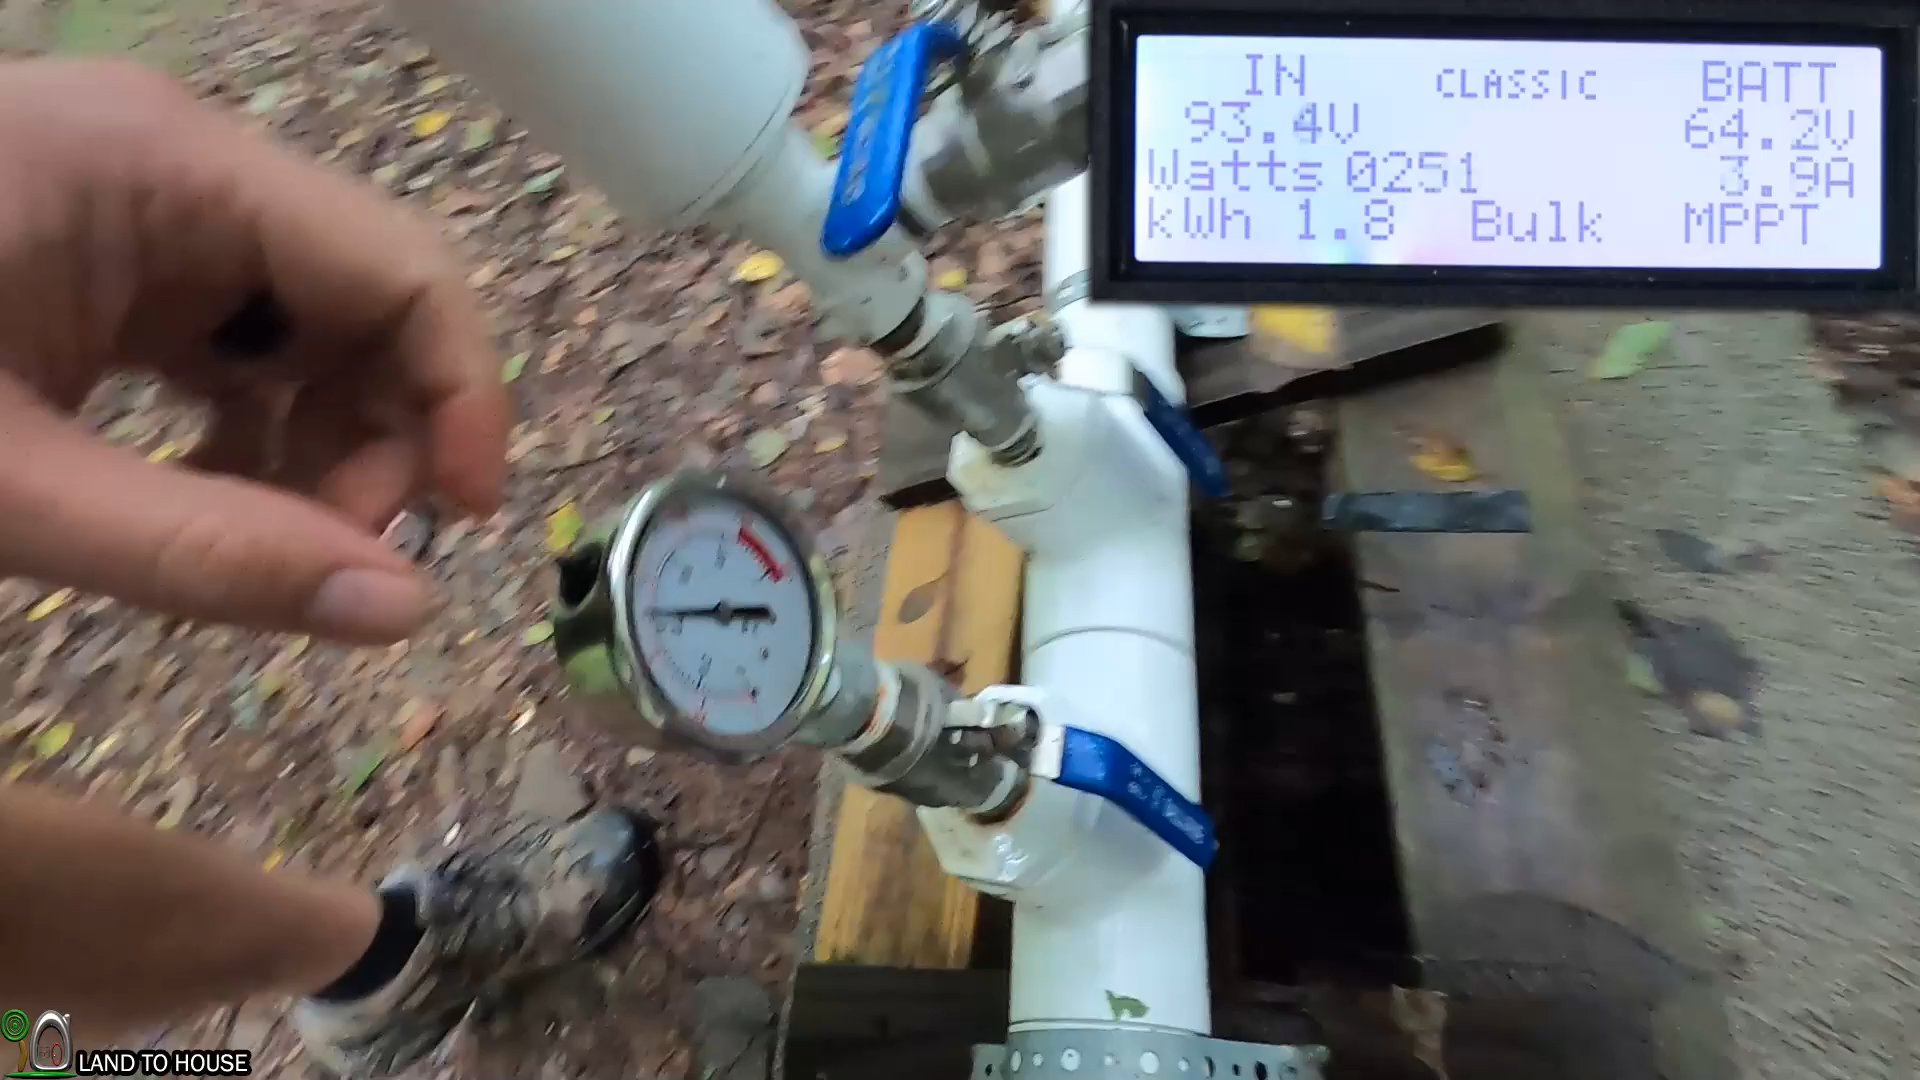 IN CLASSIC BATT
93.4V 64.2V
Watts 0251 3.9A
kWh 1.8 Bulk MPPT
LAND TO HOUSE